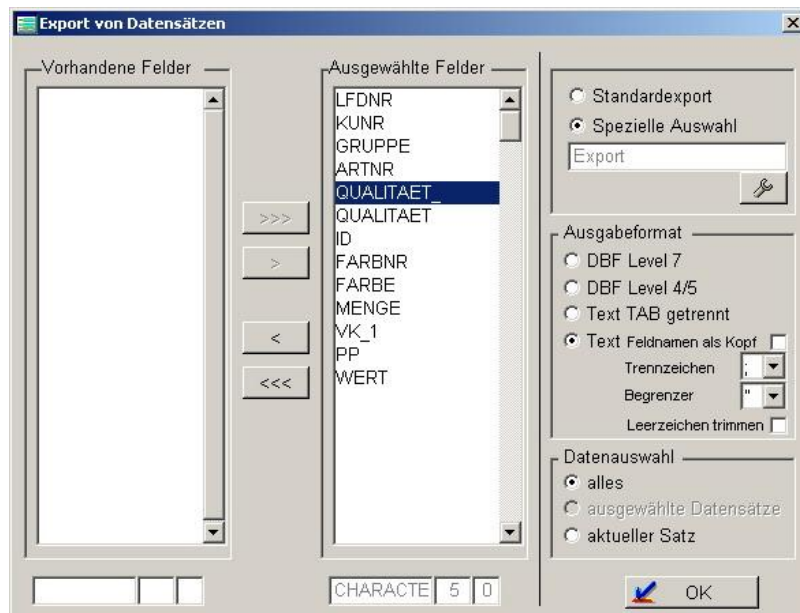 Export von Datensätzen
Vorhandene Felder
Ausgewählte Felder
LFDNR
KUNR
GRUPPE
ARTNR
QUALITAET_
QUALITAET
ID
FARBNR
FARBE
MENGE
VK_1
PP
WERT
>>>
>
<
<<<
CHARACTE 5 0
Standardexport
Spezielle Auswahl
Export
Ausgabeformat
DBF Level 7
DBF Level 4/5
Text TAB getrennt
Text Feldnamen als Kopf
Trennzeichen ;
Begrenzer "
Leerzeichen trimmen
Datenauswahl
alles
ausgewählte Datensätze
aktueller Satz
OK